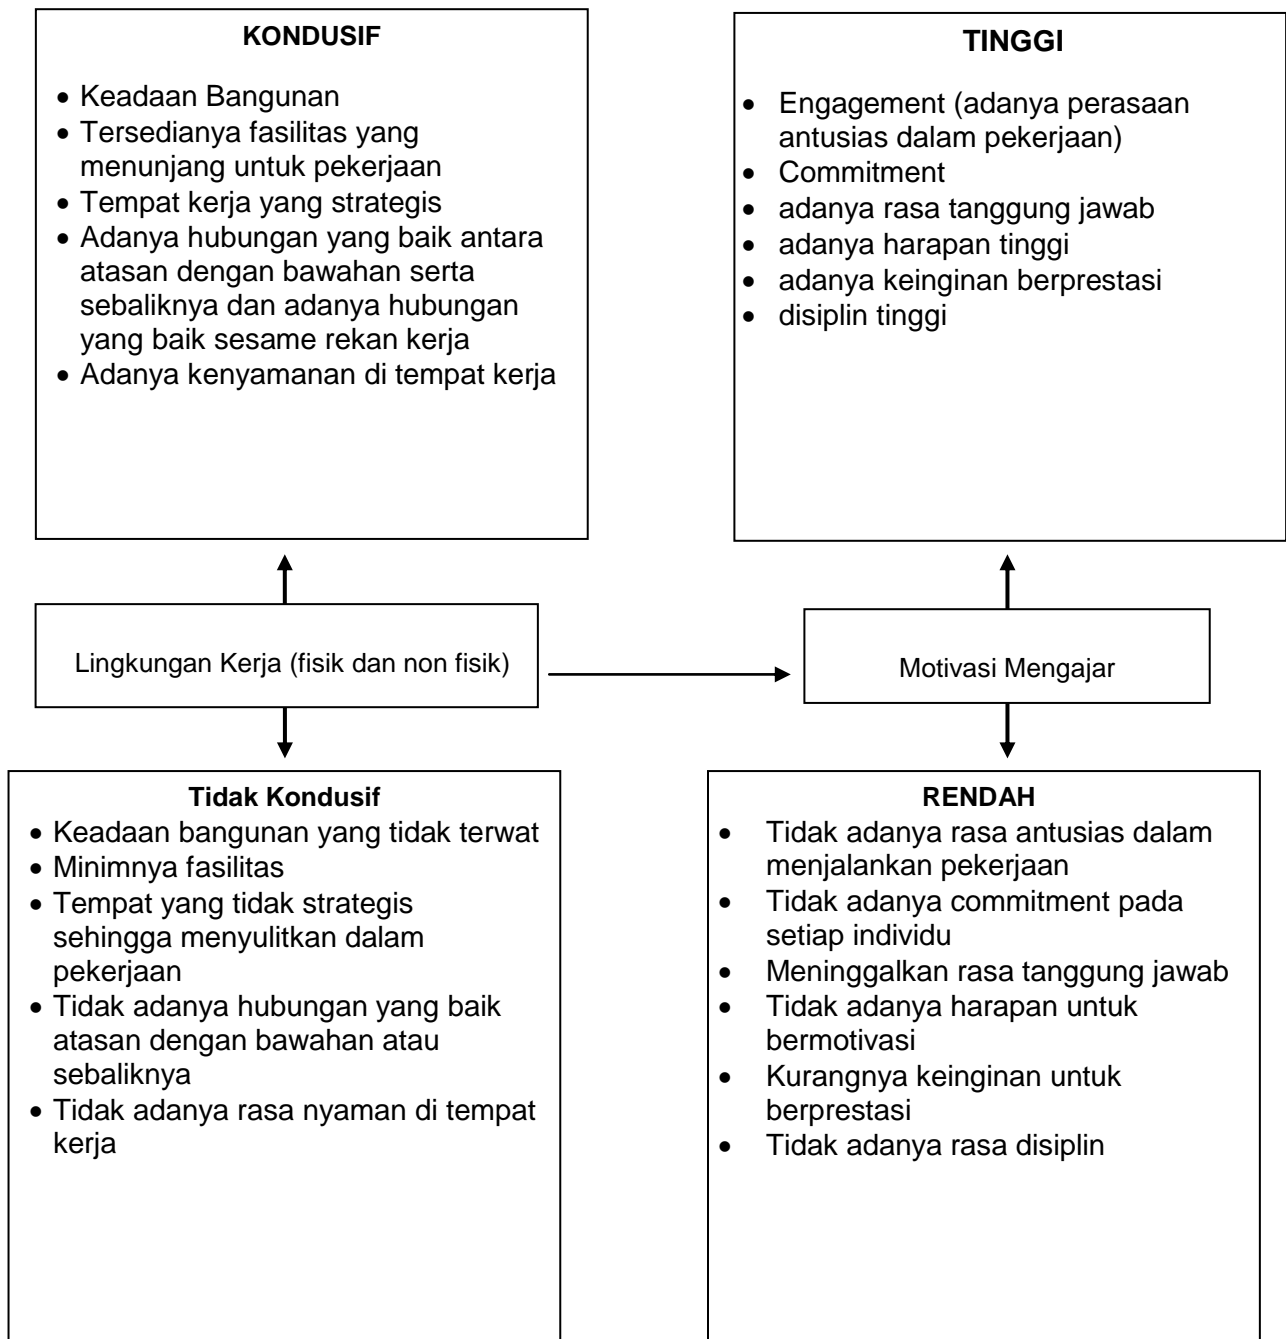 KONDUSIF
• Keadaan Bangunan
• Tersedianya fasilitas yang
menunjang untuk pekerjaan
• Tempat kerja yang strategis
• Adanya hubungan yang baik antara
atasan dengan bawahan serta
sebaliknya dan adanya hubungan
yang baik sesame rekan kerja
• Adanya kenyamanan di tempat kerja
TINGGI
• Engagement (adanya perasaan
antusias dalam pekerjaan)
• Commitment
• adanya rasa tanggung jawab
• adanya harapan tinggi
• adanya keinginan berprestasi
• disiplin tinggi
Lingkungan Kerja (fisik dan non fisik)
Motivasi Mengajar
Tidak Kondusif
• Keadaan bangunan yang tidak terwat
• Minimnya fasilitas
• Tempat yang tidak strategis
sehingga menyulitkan dalam
pekerjaan
• Tidak adanya hubungan yang baik
atasan dengan bawahan atau
sebaliknya
• Tidak adanya rasa nyaman di tempat
kerja
RENDAH
• Tidak adanya rasa antusias dalam
menjalankan pekerjaan
• Tidak adanya commitment pada
setiap individu
• Meninggalkan rasa tanggung jawab
• Tidak adanya harapan untuk
bermotivasi
• Kurangnya keinginan untuk
berprestasi
• Tidak adanya rasa disiplin